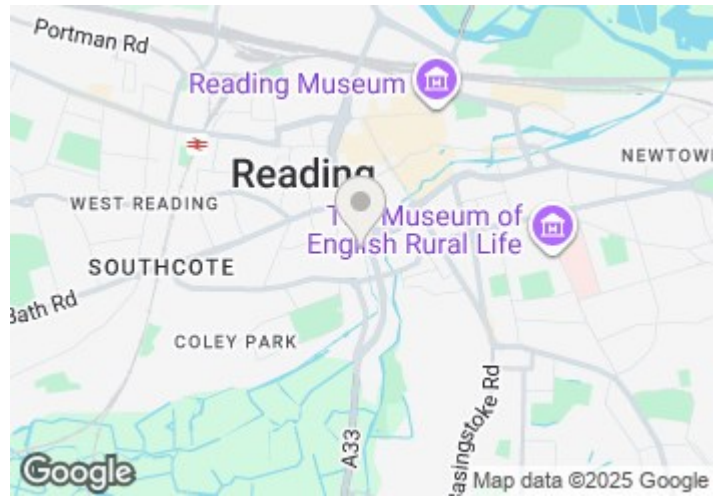 Portman Rd
Reading Museum
NEWTOW
Reading
WEST READING
Museum of
English Rural Life
SOUTHCOTE
Bath Rd
COLEY PARK
A33
Basingstoke Rd
Google
Map data ©2025 Google